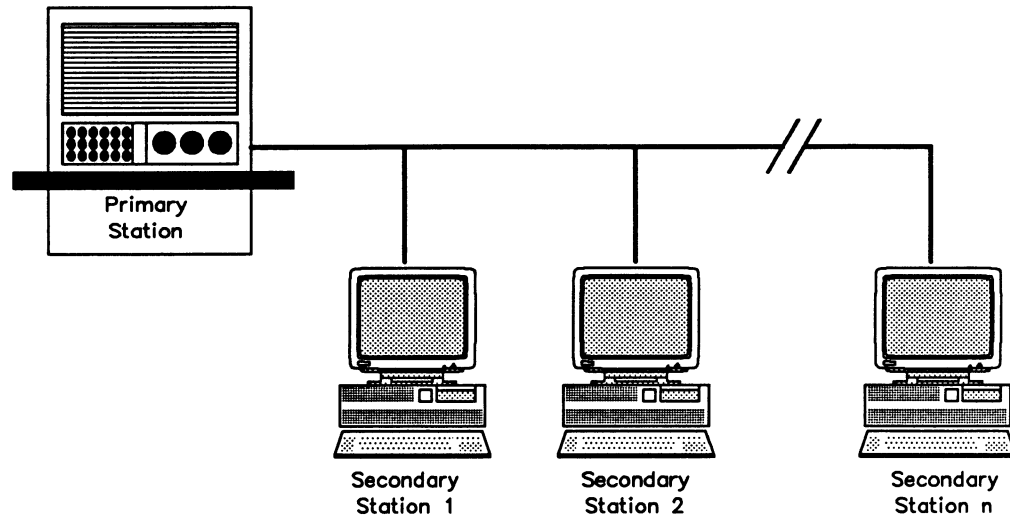 Primary
Station
Secondary
Station 1
Secondary
Station 2
Secondary
Station n